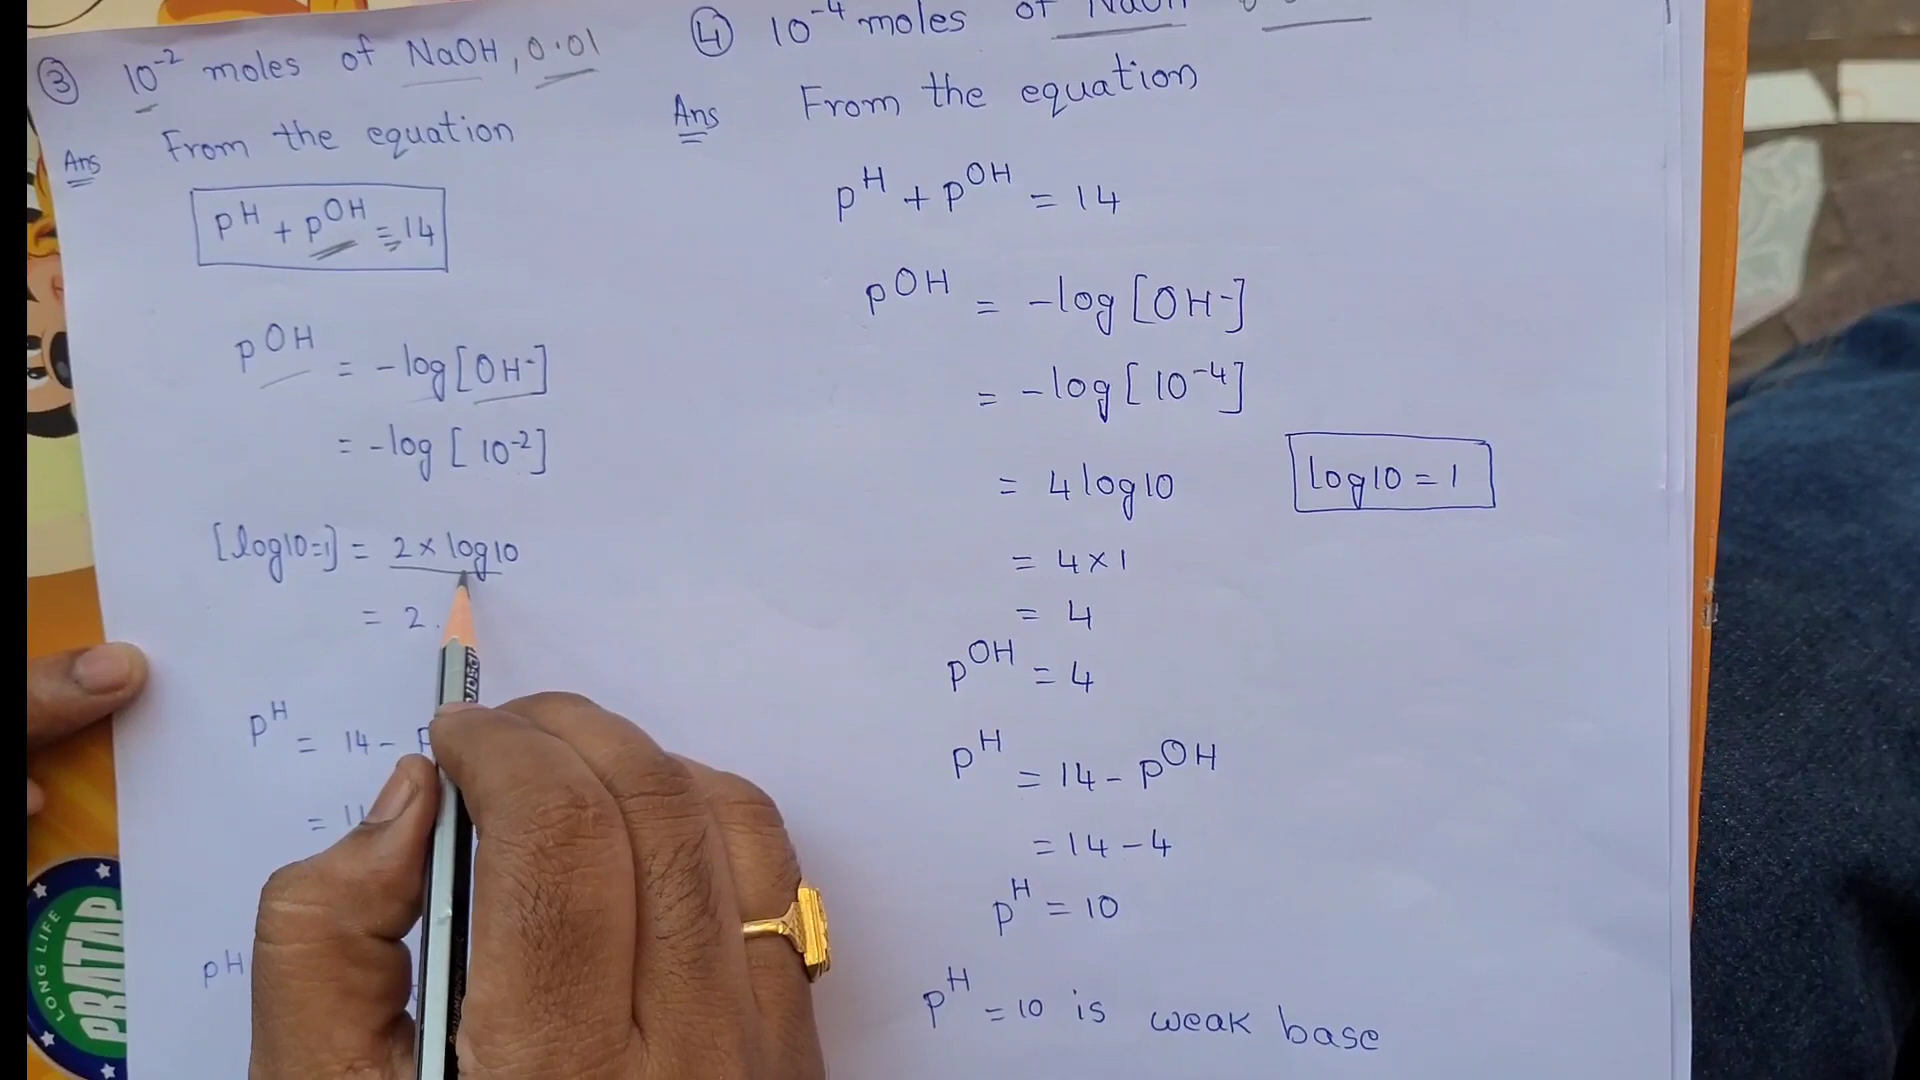 ③ 10⁻² moles of NaOH, 0.01
Ans From the equation
pH + pOH = 14
pOH = -log[OH-]
= -log[10-2]
[log10=1] = 2 × log10
= 2.
pH = 14 -
=
pH
④ 10⁻⁴ moles of NaOH
Ans From the equation
pH + pOH = 14
pOH = -log[OH-]
= -log[10-4]
= 4log10
log10 = 1
= 4×1
= 4
pOH = 4
pH = 14 - pOH
= 14 - 4
pH = 10
pH = 10 is weak base
LONG LIFE
PRATAP